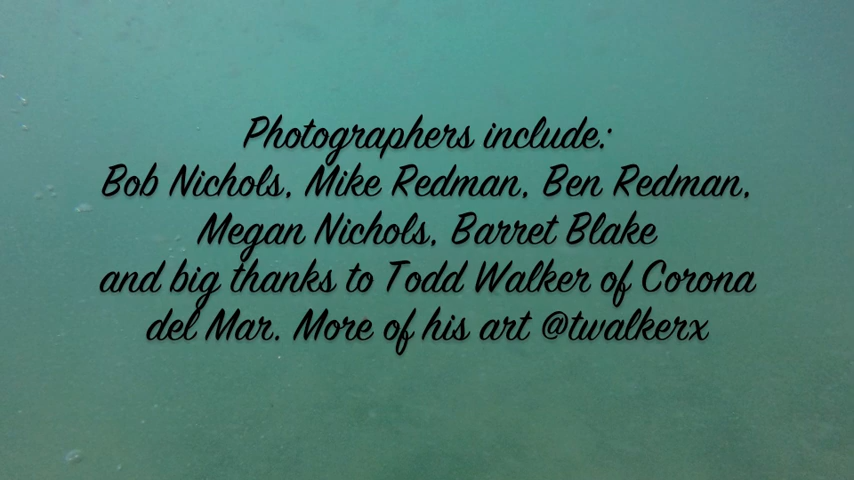 Photographers include:
Bob Nichols, Mike Redman, Ben Redman,
Megan Nichols, Barret Blake
and big thanks to Todd Walker of Corona
del Mar. More of his art @twalkerx